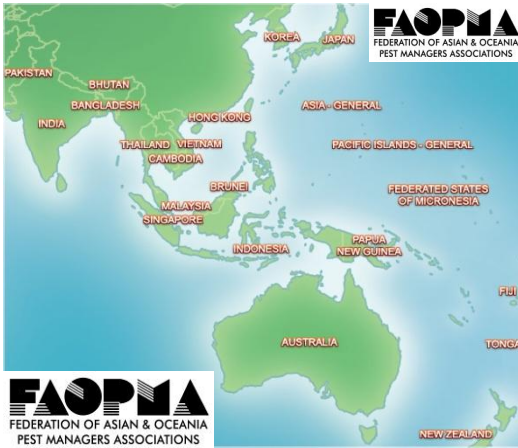 FAOPMA
FEDERATION OF ASIAN & OCEANIA
PEST MANAGERS ASSOCIATIONS
KOREA
JAPAN
PAKISTAN
BHUTAN
BANGLADESH
HONG KONG
ASIA - GENERAL
INDIA
THAILAND
VIETNAM
PACIFIC ISLANDS - GENERAL
CAMBODIA
BRUNEI
FEDERATED STATES
OF MICRONESIA
MALAYSIA
SINGAPORE
INDONESIA
PAPUA
NEW GUINEA
FIJI
AUSTRALIA
TONGA
FAOPMA
FEDERATION OF ASIAN & OCEANIA
PEST MANAGERS ASSOCIATIONS
NEW ZEALAND